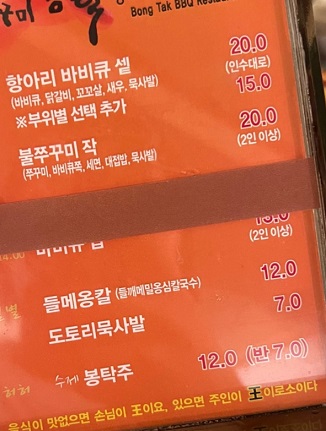 Bong Tak BBQ
항아리 바비큐 셑 20.0
(바비큐, 닭갈비, 꼬꼬살, 새우, 묵사발) (인수대로)
※부위별 선택 추가 15.0
불쭈꾸미 작 20.0
(쭈꾸미, 바비큐쪽, 세면, 대접밥, 묵사발) (2인 이상)
(2인 이상)
들메옹칼 (들깨메밀옹심칼국수) 12.0
도토리묵사발 7.0
수제 봉탁주 12.0 (반 7.0)
음식이 맛없으면 손님이 王이요, 있으면 주인이 王이로소이다